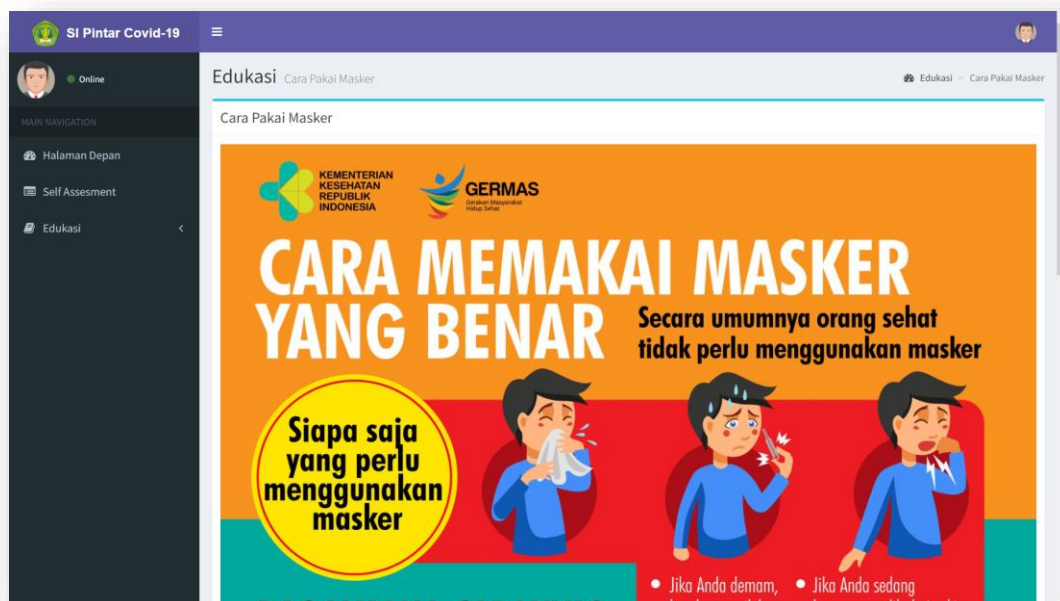 SI Pintar Covid-19
Online
MAIN NAVIGATION
Halaman Depan
Self Assesment
Edukasi
Edukasi Cara Pakai Masker
Edukasi
Cara Pakai Masker
Cara Pakai Masker
KEMENTERIAN
KESEHATAN
REPUBLIK
INDONESIA
GERMAS
Gerakan Masyarakat
Hidup Sehat
CARA MEMAKAI MASKER
YANG BENAR
Secara umumnya orang sehat
tidak perlu menggunakan masker
Siapa saja
yang perlu
menggunakan
masker
• Jika Anda demam,
• Jika Anda sedang